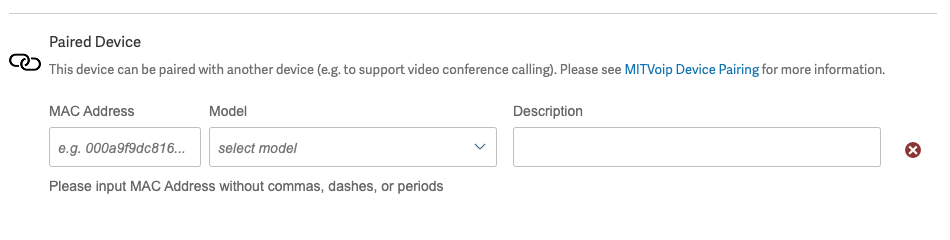 Paired Device
This device can be paired with another device (e.g. to support video conference calling). Please see MITVoip Device Pairing for more information.
MAC Address Model Description
e.g. 000a9f9dc816... select model
Please input MAC Address without commas, dashes, or periods